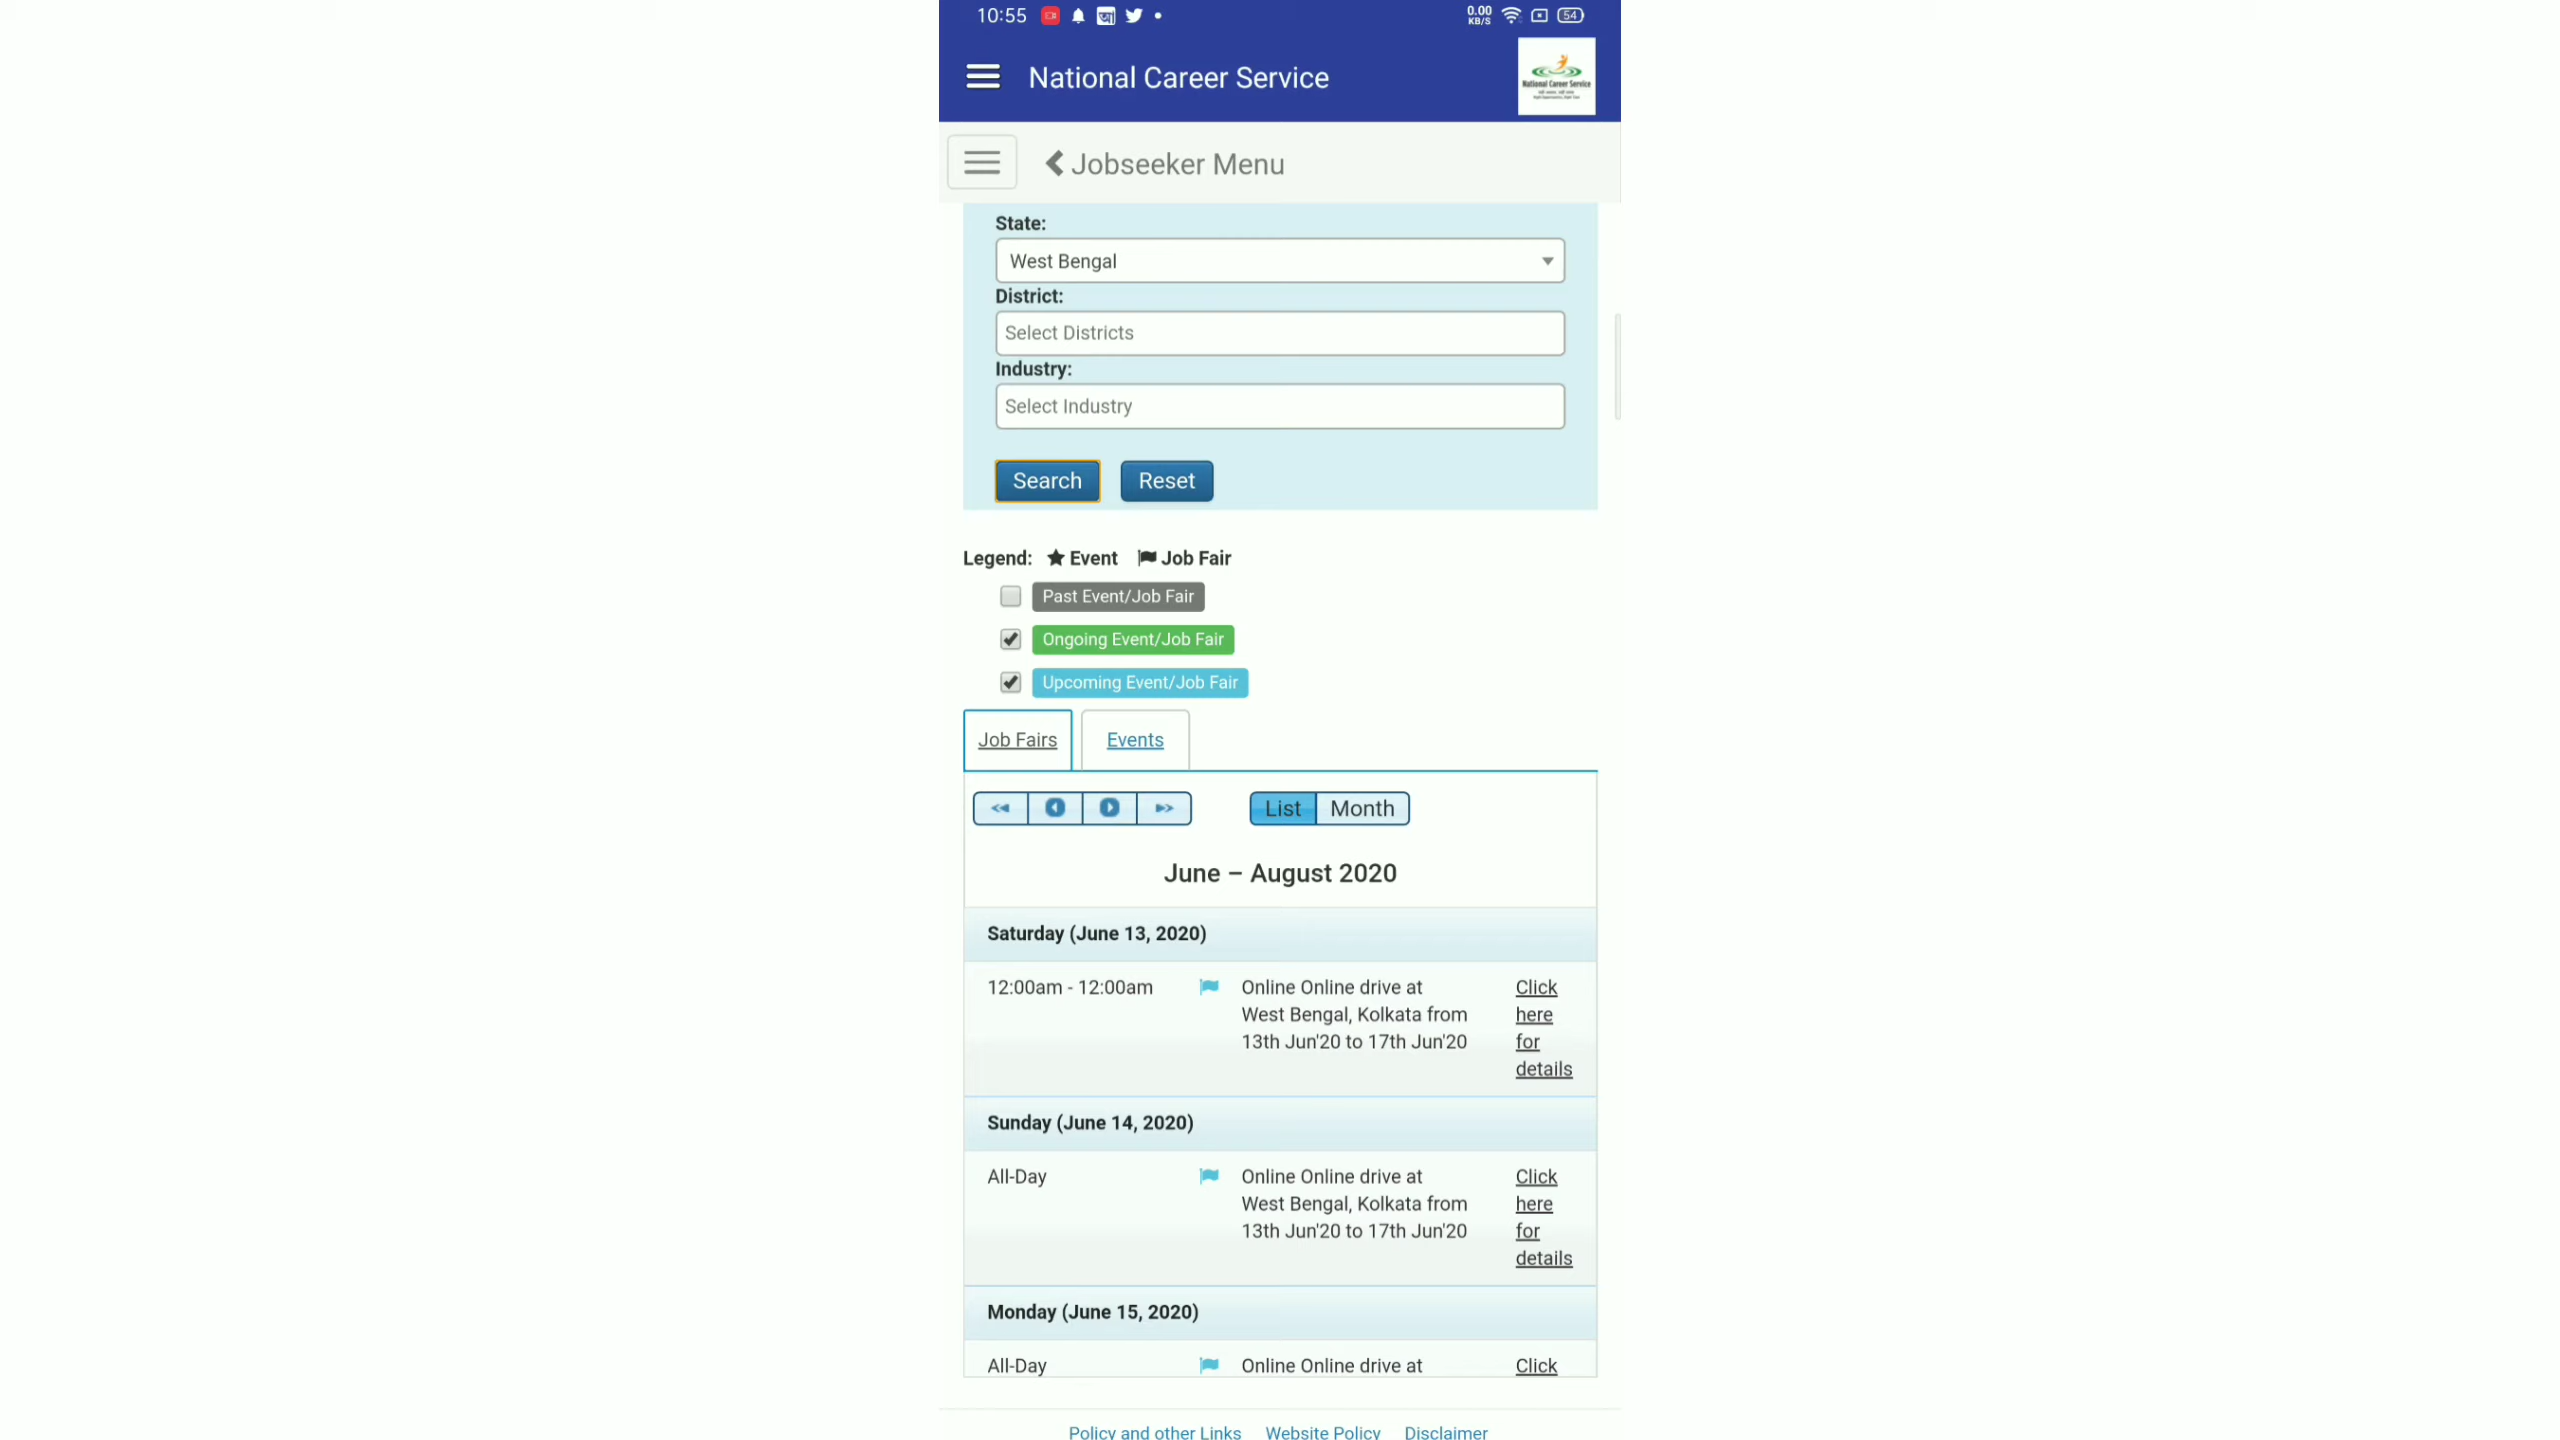 10:55
0.00
KB/S
54
National Career Service
National Career Service
Jobseeker Menu
State:
West Bengal
District:
Select Districts
Industry:
Select Industry
Search Reset
Legend: Event Job Fair
Past Event/Job Fair
Ongoing Event/Job Fair
Upcoming Event/Job Fair
Job Fairs Events
List Month
June – August 2020
Saturday (June 13, 2020)
12:00am - 12:00am Online Online drive at Click
West Bengal, Kolkata from here
13th Jun'20 to 17th Jun'20 for
details
Sunday (June 14, 2020)
All-Day Online Online drive at Click
West Bengal, Kolkata from here
13th Jun'20 to 17th Jun'20 for
details
Monday (June 15, 2020)
All-Day Online Online drive at Click
Policy and other Links Website Policy Disclaimer